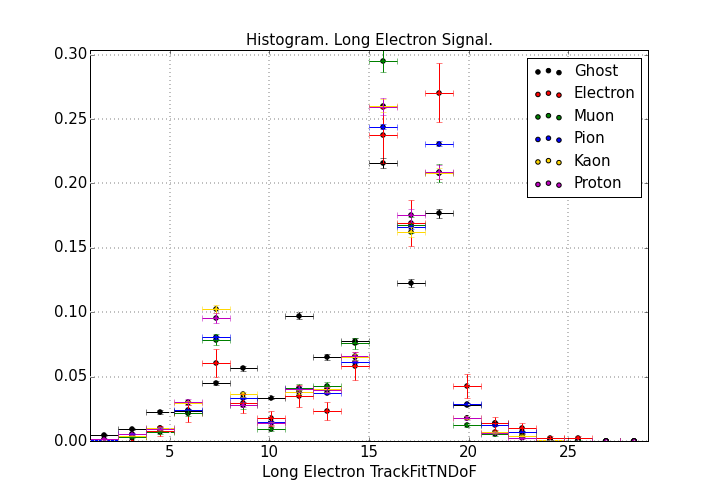 Histogram. Long Electron Signal.
0.30
0.25
0.20
0.15
0.10
0.05
0.00
Ghost
Electron
Muon
Pion
Kaon
Proton
5 10 15 20 25
Long Electron TrackFitTNDoF